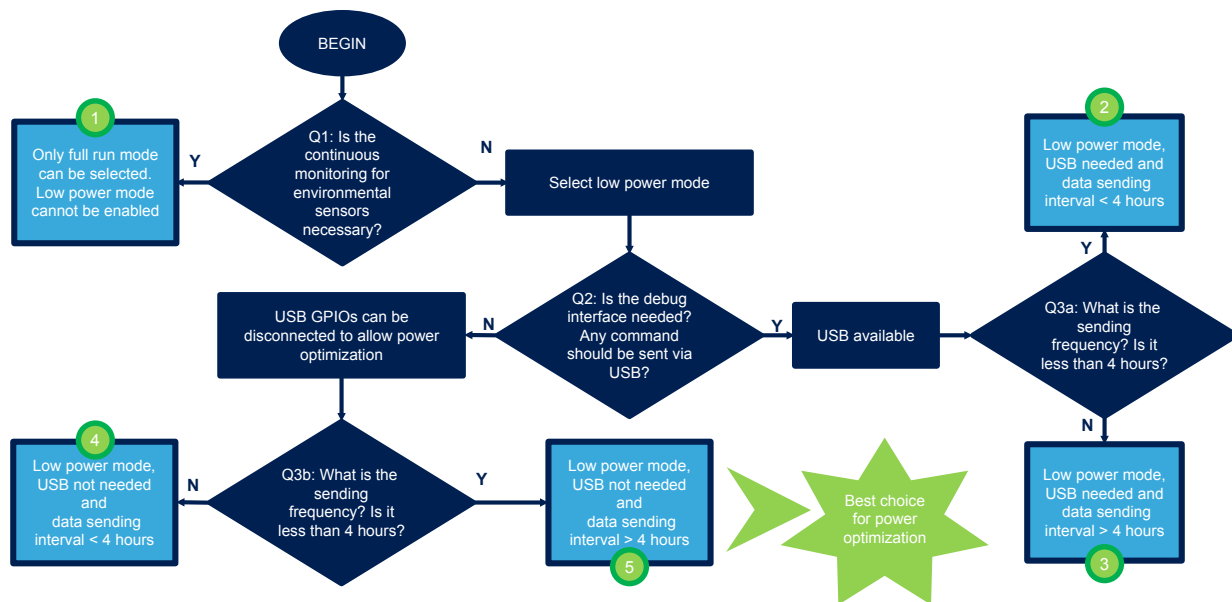 BEGIN
1
Only full run mode
can be selected.
Low power mode
cannot be enabled
Y
Q1: Is the
continuous
monitoring for
environmental
sensors
necessary?
N
Select low power mode
2
Low power mode,
USB needed and
data sending
interval < 4 hours
Y
USB GPIOs can be
disconnected to allow power
optimization
N
Q2: Is the debug
interface needed?
Any command
should be sent via
USB?
Y
USB available
Q3a: What is the
sending
frequency? Is it
less than 4 hours?
N
4
Low power mode,
USB not needed
and
data sending
interval < 4 hours
N
Q3b: What is the
sending
frequency? Is it
less than 4 hours?
Y
Low power mode,
USB not needed
and
data sending
interval > 4 hours
5
Best choice
for power
optimization
Low power mode,
USB needed and
data sending
interval > 4 hours
3